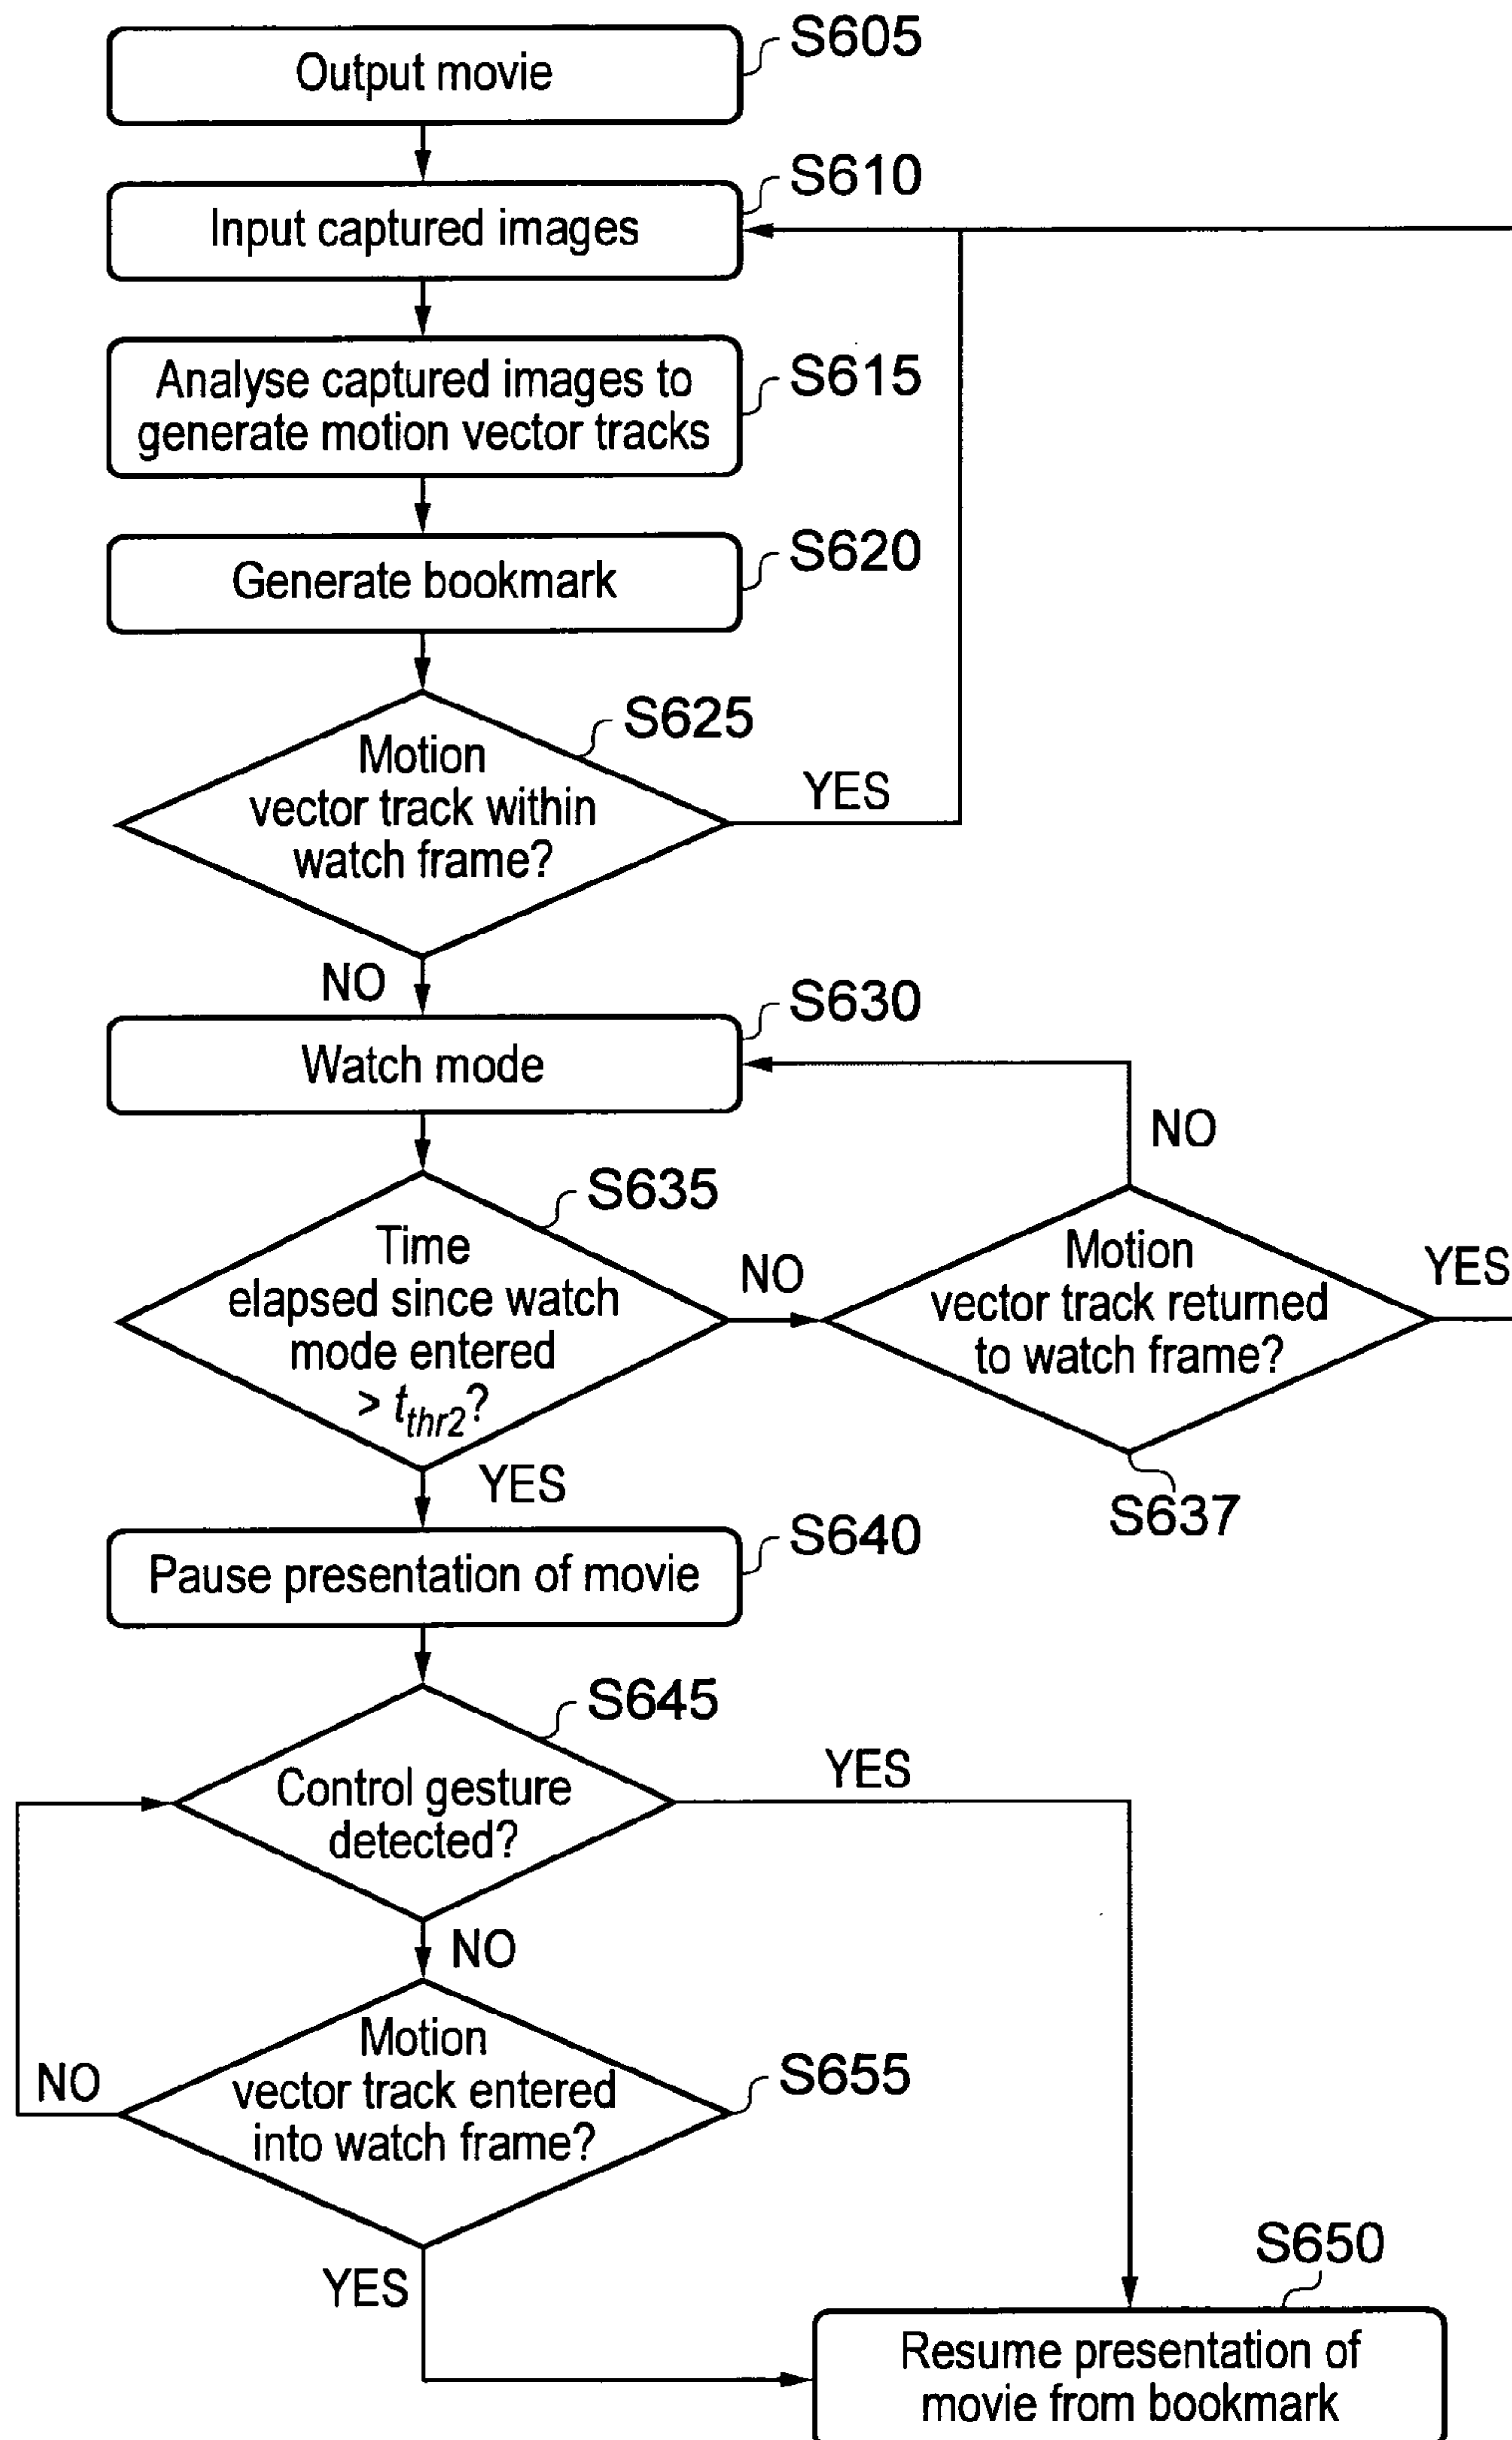 S605
Output movie
S610
Input captured images
S615
Analyse captured images to
generate motion vector tracks
S620
Generate bookmark
S625
Motion
vector track within
watch frame?
YES
NO
S630
Watch mode
NO
S635
Time
elapsed since watch
mode entered
> t_thr2?
NO
Motion
vector track returned
to watch frame?
YES
S637
YES
S640
Pause presentation of movie
S645
Control gesture
detected?
YES
NO
Motion
vector track entered
into watch frame?
S655
NO
YES
S650
Resume presentation of
movie from bookmark